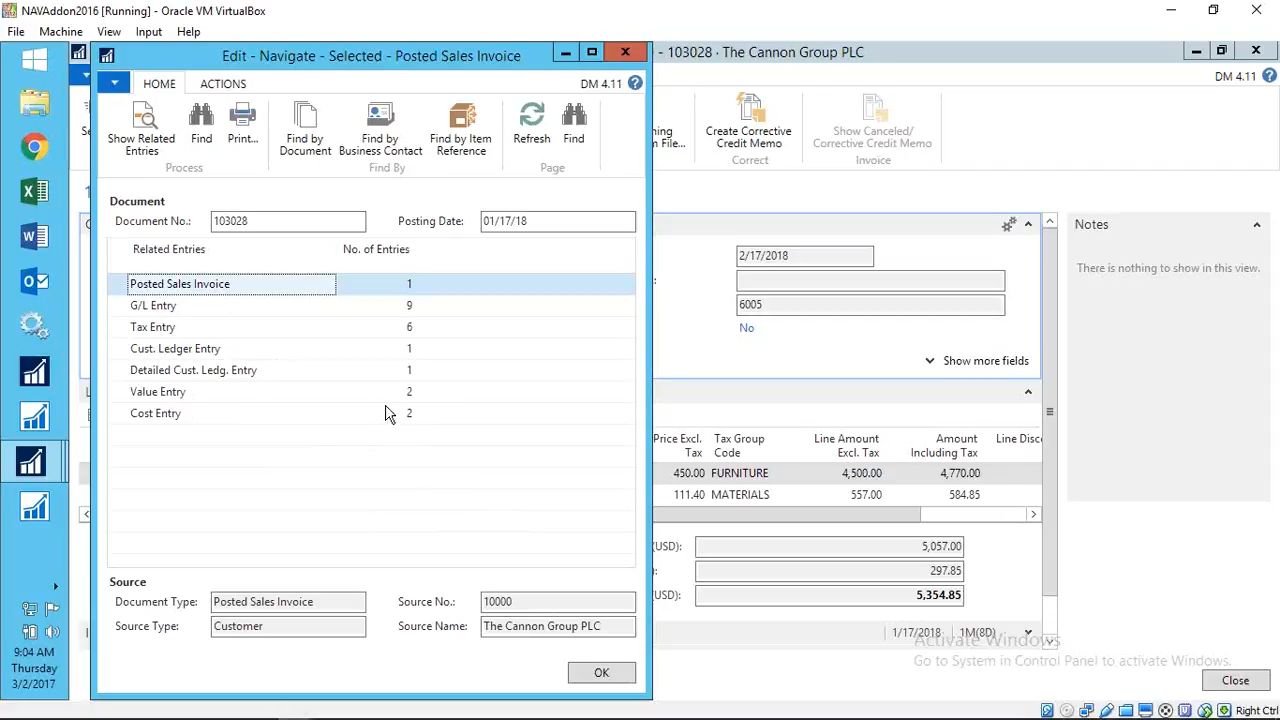 NAVAddon2016 [Running] - Oracle VM VirtualBox
File Machine View Input Help
Edit - Navigate - Selected - Posted Sales Invoice
- 103028 · The Cannon Group PLC
HOME ACTIONS DM 4.11
DM 4.11
Show Related Entries
Find
Print...
Find by Document
Find by Business Contact
Find by Item Reference
Refresh
Find
Process
Find By
Page
File...
Create Corrective Credit Memo
Show Canceled/ Corrective Credit Memo
Correct
Invoice
Document
Document No.: 103028 Posting Date: 01/17/18
Related Entries No. of Entries
Posted Sales Invoice 1
G/L Entry 9
Tax Entry 6
Cust. Ledger Entry 1
Detailed Cust. Ledg. Entry 1
Value Entry 2
Cost Entry 2
Source
Document Type: Posted Sales Invoice Source No.: 10000
Source Type: Customer Source Name: The Cannon Group PLC
OK
2/17/2018
6005
No
Show more fields
Notes
There is nothing to show in this view.
Price Excl. Tax
Tax Group Code
Line Amount Excl. Tax
Amount Including Tax
Line Disc
450.00 FURNITURE 4,500.00 4,770.00
111.40 MATERIALS 557.00 584.85
(USD): 5,057.00
297.85
(USD): 5,354.85
1/17/2018 1M(8D)
Activate Windows
Go to System in Control Panel to activate Windows.
Close
9:04 AM
Thursday
3/2/2017
Right Ctrl